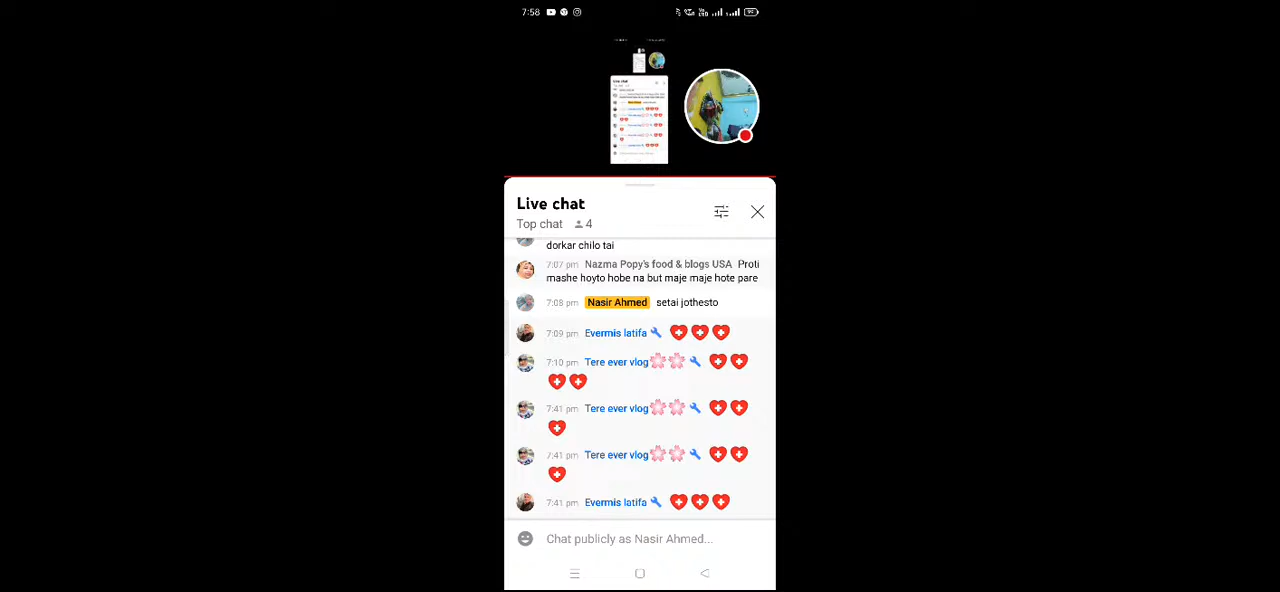 7:58
Live chat
Top chat 4
dorkar chilo tai
7:07 pm Nazma Popy's food & blogs USA Proti
mashe hoyto hobe na but maje maje hote pare
7:08 pm Nasir Ahmed setai jothesto
7:09 pm Evermis latifa
7:10 pm Tere ever vlog
7:41 pm Tere ever vlog
7:41 pm Tere ever vlog
7:41 pm Evermis latifa
Chat publicly as Nasir Ahmed...